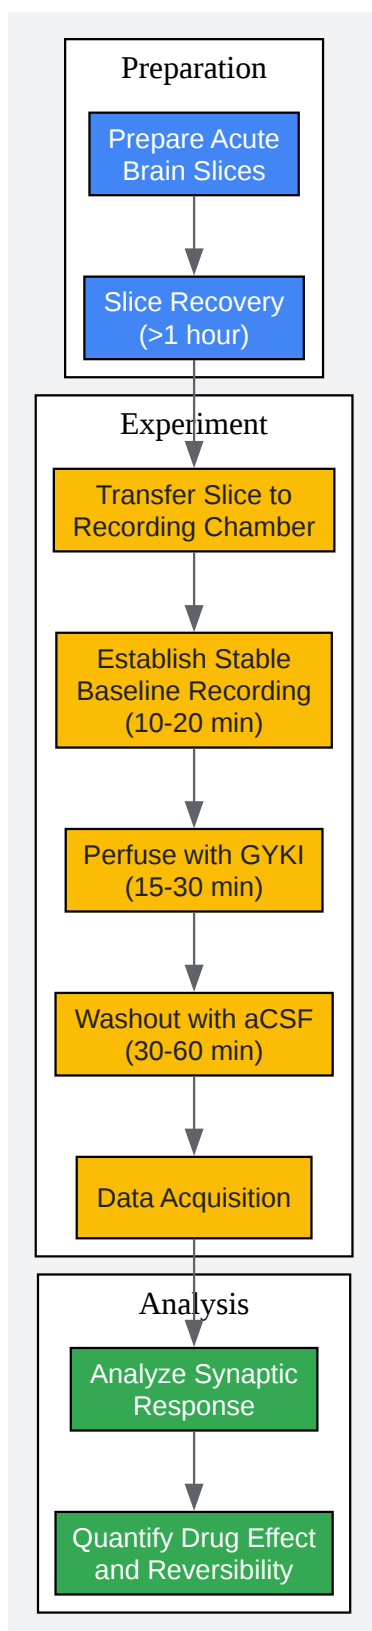 Preparation
Prepare Acute
Brain Slices
Slice Recovery
(>1 hour)
Experiment
Transfer Slice to
Recording Chamber
Establish Stable
Baseline Recording
(10-20 min)
Perfuse with GYKI
(15-30 min)
Washout with aCSF
(30-60 min)
Data Acquisition
Analysis
Analyze Synaptic
Response
Quantify Drug Effect
and Reversibility